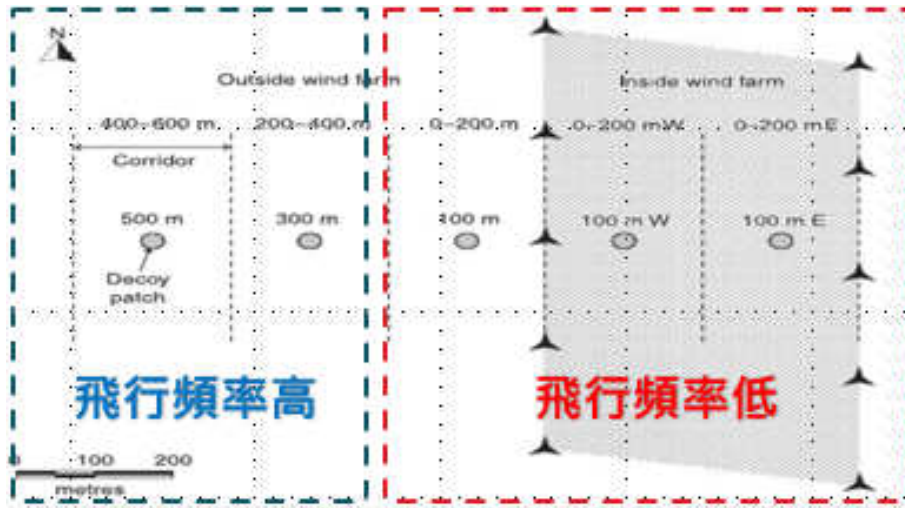 N
Outside wind farm
Inside wind farm
400–600 m
200–400 m
0–200 m
0–200 mW
0–200 mE
Corridor
500 m
300 m
100 m
100 m W
100 m E
Decoy
patch
飛行頻率高
飛行頻率低
0 100 200
metres